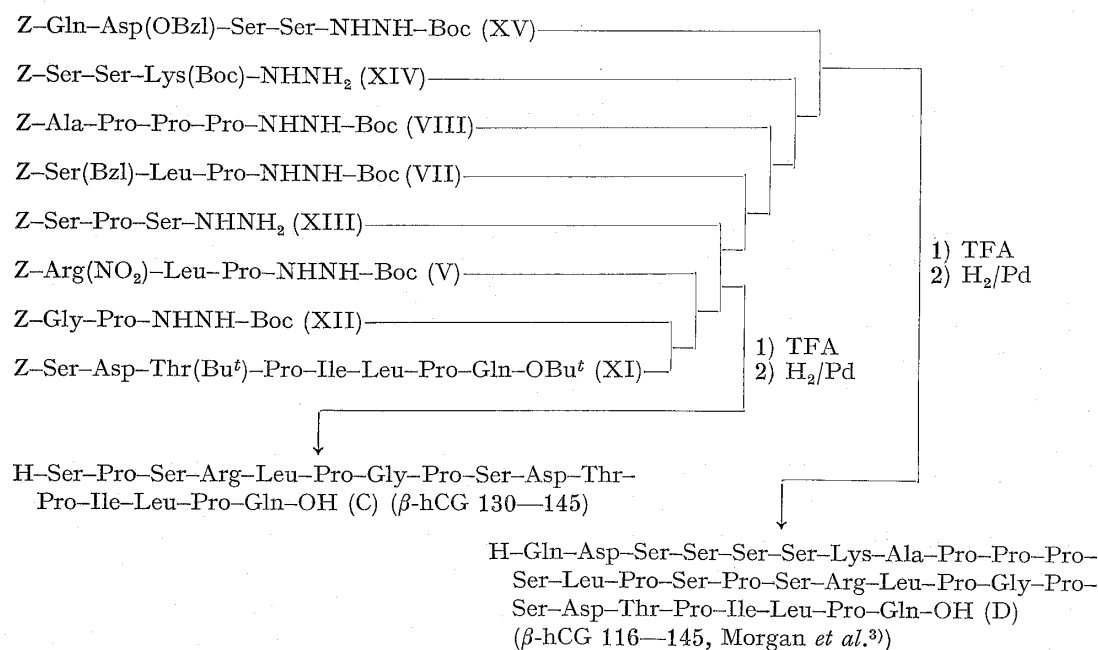 Z–Gln–Asp(OBzl)–Ser–Ser–NHNH–Boc (XV)
Z–Ser–Ser–Lys(Boc)–NHNH₂ (XIV)
Z–Ala–Pro–Pro–Pro–NHNH–Boc (VIII)
Z–Ser(Bzl)–Leu–Pro–NHNH–Boc (VII)
Z–Ser–Pro–Ser–NHNH₂ (XIII)
Z–Arg(NO₂)–Leu–Pro–NHNH–Boc (V)
Z–Gly–Pro–NHNH–Boc (XII)
Z–Ser–Asp–Thr(Buᵗ)–Pro–Ile–Leu–Pro–Gln–OBuᵗ (XI)
1) TFA
2) H₂/Pd
1) TFA
2) H₂/Pd
H–Ser–Pro–Ser–Arg–Leu–Pro–Gly–Pro–Ser–Asp–Thr–
Pro–Ile–Leu–Pro–Gln–OH (C) (β-hCG 130—145)
H–Gln–Asp–Ser–Ser–Ser–Ser–Lys–Ala–Pro–Pro–Pro–
Ser–Leu–Pro–Ser–Pro–Ser–Arg–Leu–Pro–Gly–Pro–
Ser–Asp–Thr–Pro–Ile–Leu–Pro–Gln–OH (D)
(β-hCG 116—145, Morgan et al.³⁾)